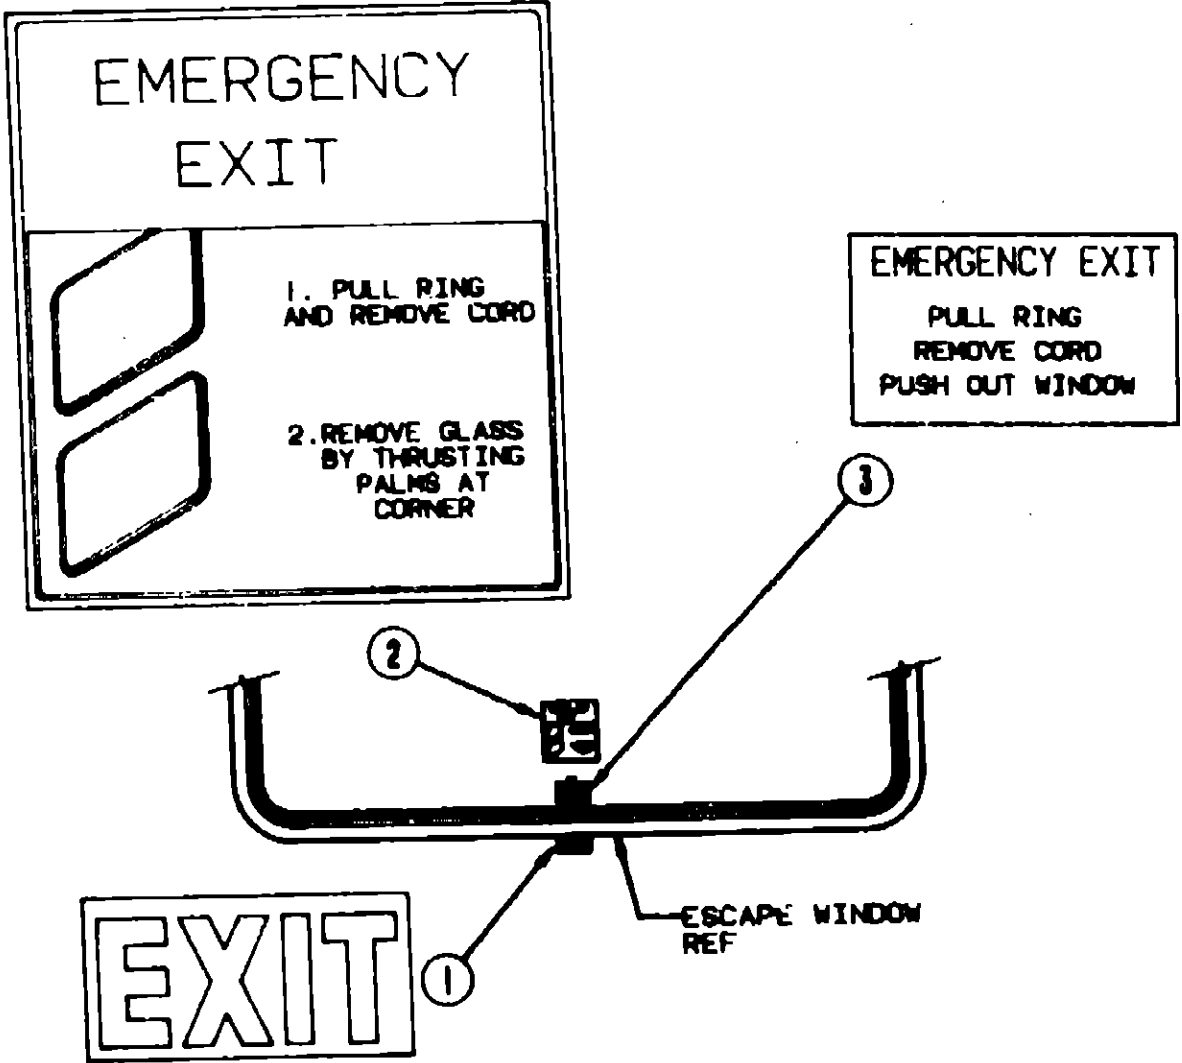 EMERGENCY
EXIT
1. PULL RING
AND REMOVE CORD
2. REMOVE GLASS
BY THRUSTING
PALMS AT
CORNER
EMERGENCY EXIT
PULL RING
REMOVE CORD
PUSH OUT WINDOW
3
2
ESCAPE WINDOW
REF
EXIT
1